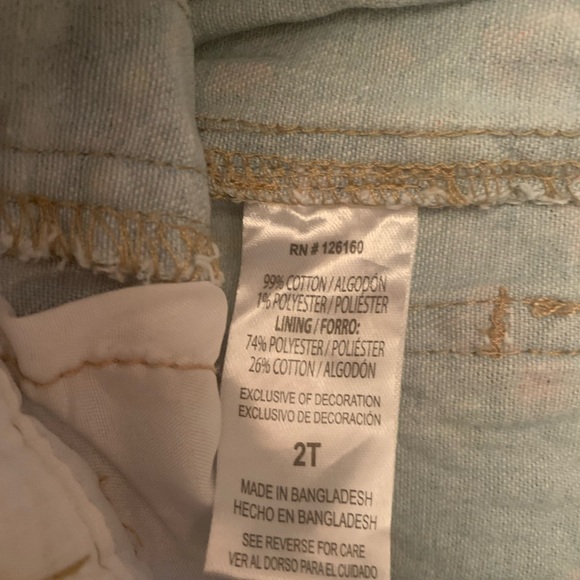 RN # 126160
99% COTTON / ALGODÓN
1% POLYESTER / POLIÉSTER
LINING / FORRO:
74% POLYESTER / POLIÉSTER
26% COTTON / ALGODÓN
EXCLUSIVE OF DECORATION
EXCLUSIVO DE DECORACIÓN
2T
MADE IN BANGLADESH
HECHO EN BANGLADESH
SEE REVERSE FOR CARE
VER AL DORSO PARA EL CUIDADO